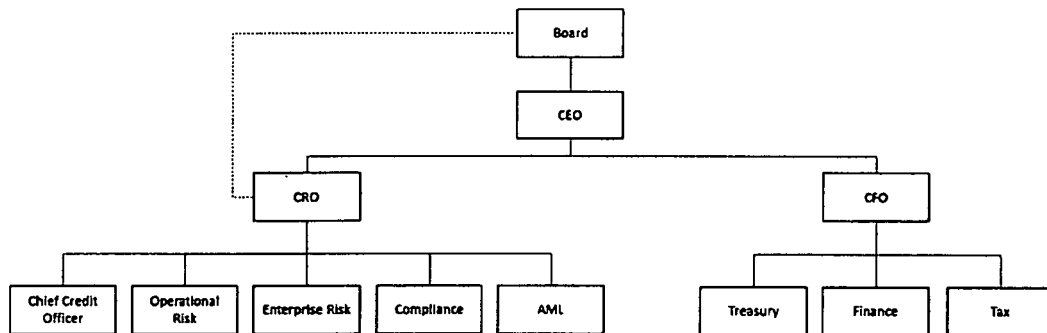 Board
CEO
CRO
CFO
Chief Credit
Officer
Operational
Risk
Enterprise Risk
Compliance
AML
Treasury
Finance
Tax